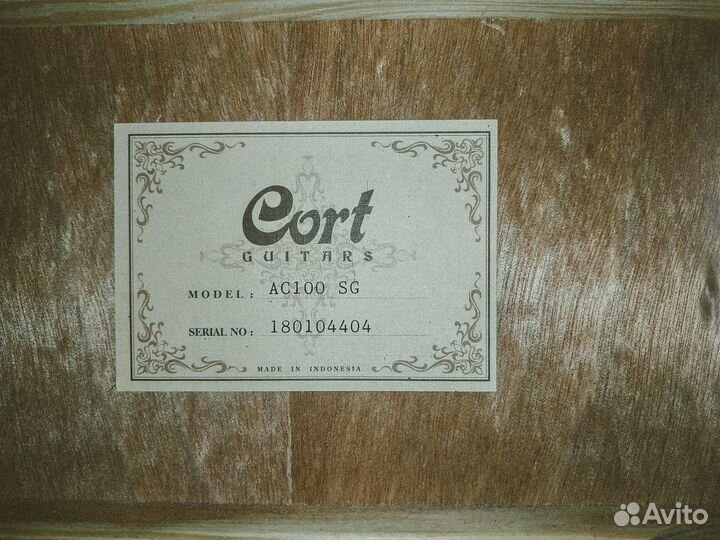 Cort
GUITARS
MODEL: AC100 SG
SERIAL NO: 180104404
MADE IN INDONESIA
Avito